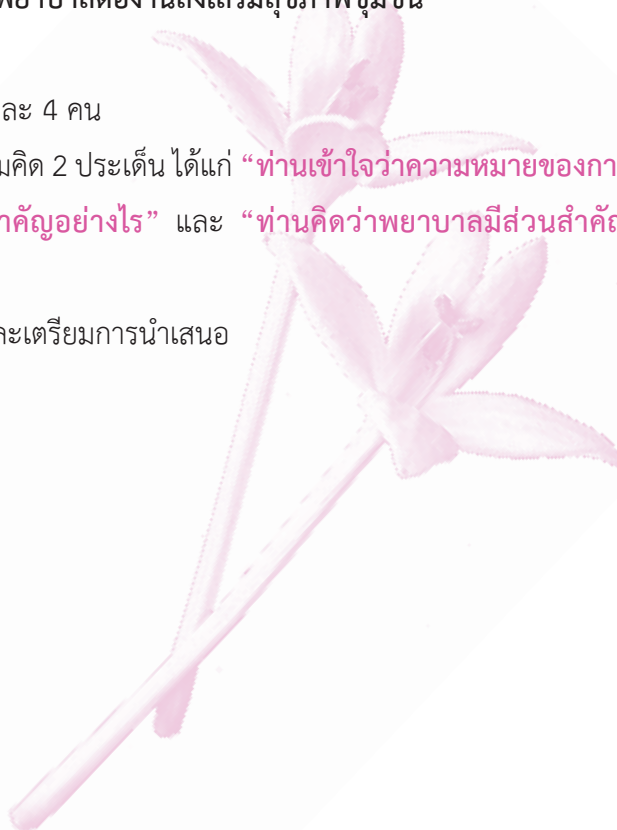 ละ 4 คน
มคิด 2 ประเด็น ได้แก่ “ท่านเข้าใจว่าความหมายของกา
ำคัญอย่างไร” และ “ท่านคิดว่าพยาบาลมีส่วนสำคัญ
ละเตรียมการนำเสนอ